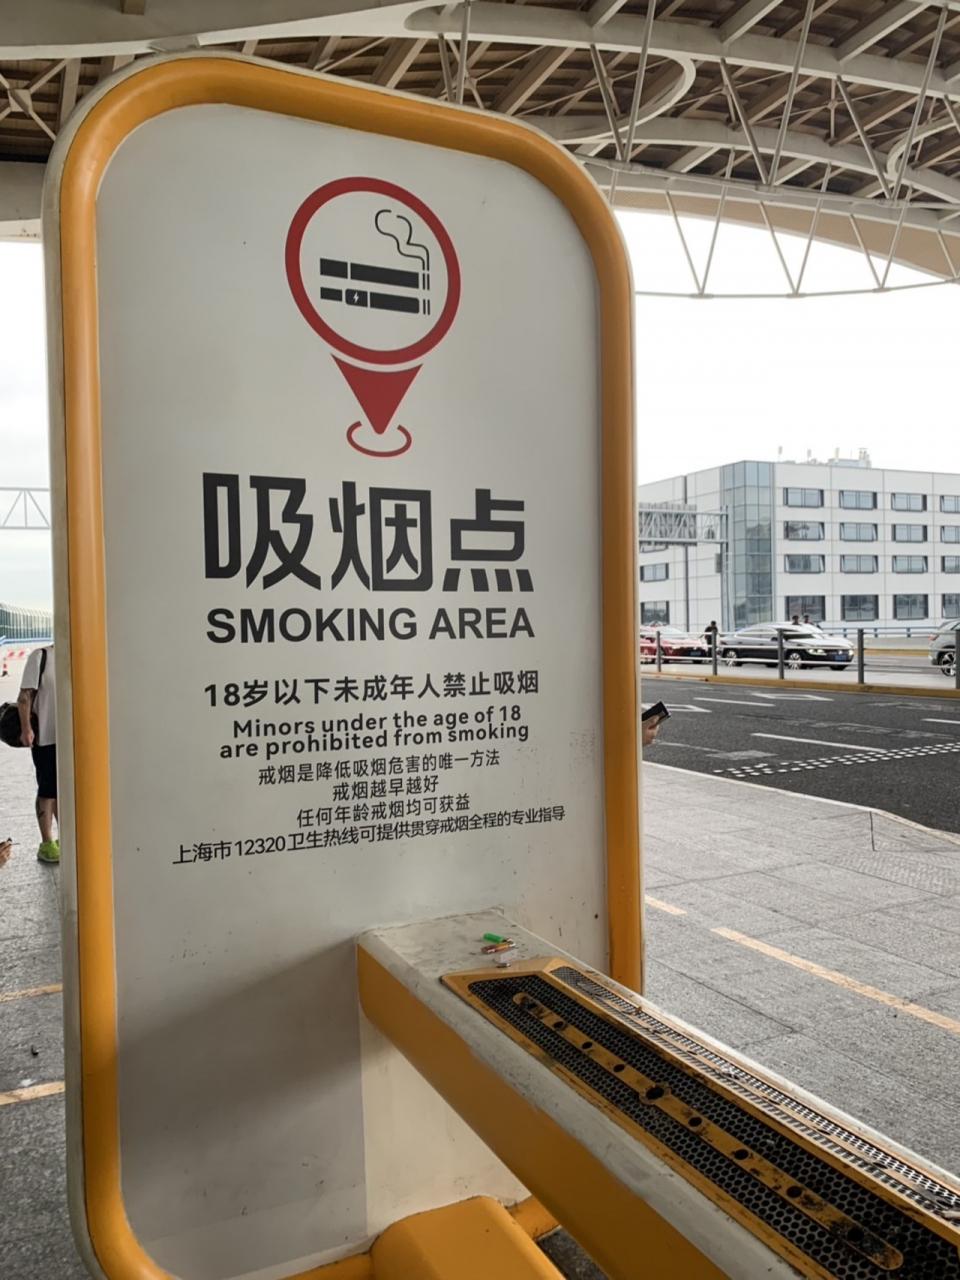 吸烟点
SMOKING AREA
18岁以下未成年人禁止吸烟
Minors under the age of 18
are prohibited from smoking
戒烟是降低吸烟危害的唯一方法
戒烟越早越好
任何年龄戒烟均可获益
上海市12320卫生热线可提供贯穿戒烟全程的专业指导